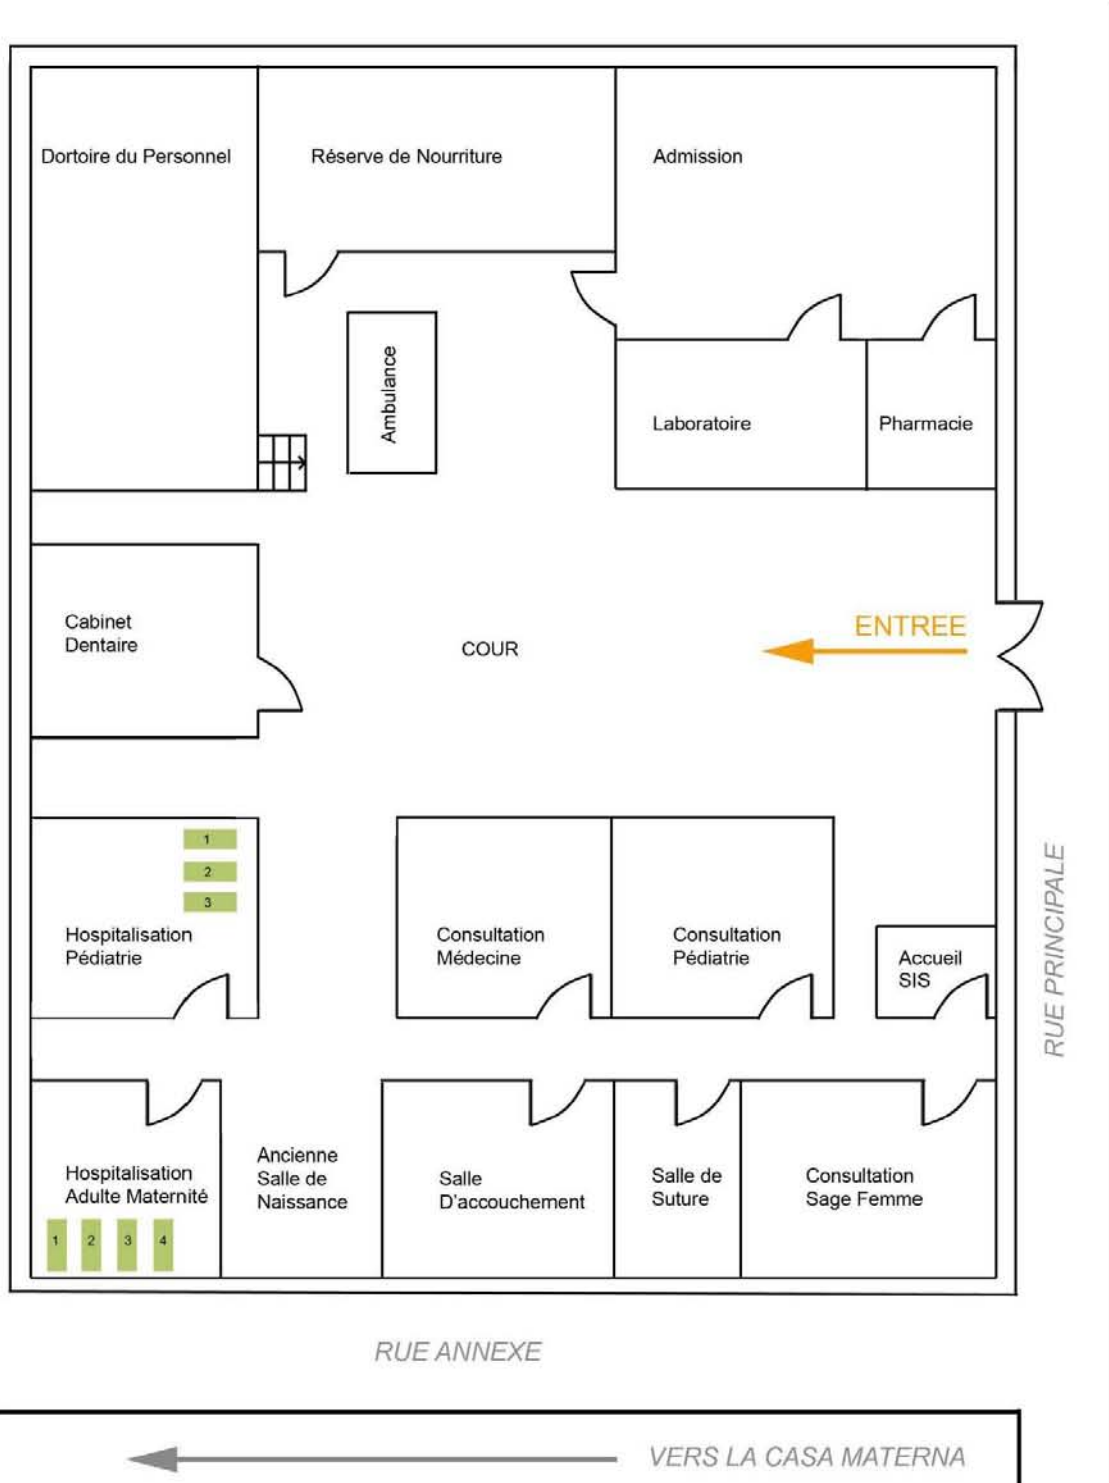 Dortoire du Personnel
Réserve de Nourriture
Admission
Ambulance
Laboratoire
Pharmacie
Cabinet
Dentaire
COUR
ENTREE
1
2
3
Hospitalisation
Pédiatrie
Consultation
Médecine
Consultation
Pédiatrie
Accueil
SIS
RUE PRINCIPALE
Hospitalisation
Adulte Maternité
1 2 3 4
Ancienne
Salle de
Naissance
Salle
D'accouchement
Salle de
Suture
Consultation
Sage Femme
RUE ANNEXE
VERS LA CASA MATERNA